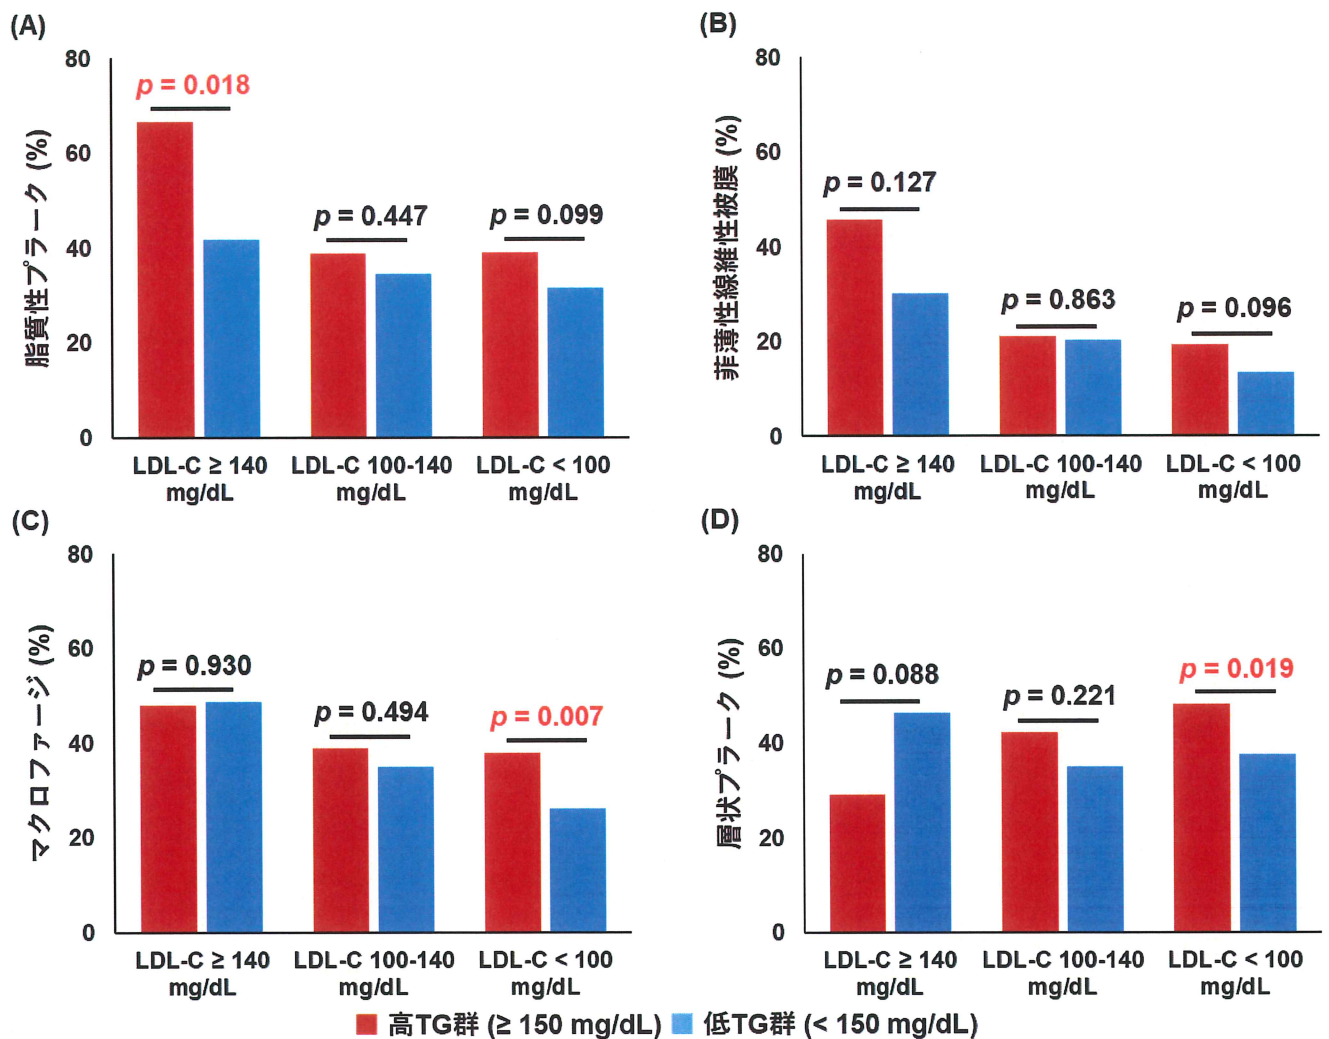 (A)
80
60
40
20
0
脂質性プラーク (%)
p = 0.018
p = 0.447
p = 0.099
LDL-C ≥ 140
mg/dL
LDL-C 100-140
mg/dL
LDL-C < 100
mg/dL
(B)
80
60
40
20
0
菲薄性線維性被膜 (%)
p = 0.127
p = 0.863
p = 0.096
LDL-C ≥ 140
mg/dL
LDL-C 100-140
mg/dL
LDL-C < 100
mg/dL
(C)
80
60
40
20
0
マクロファージ (%)
p = 0.930
p = 0.494
p = 0.007
LDL-C ≥ 140
mg/dL
LDL-C 100-140
mg/dL
LDL-C < 100
mg/dL
(D)
80
60
40
20
0
層状プラーク (%)
p = 0.088
p = 0.221
p = 0.019
LDL-C ≥ 140
mg/dL
LDL-C 100-140
mg/dL
LDL-C < 100
mg/dL
高TG群 (≥ 150 mg/dL) 低TG群 (< 150 mg/dL)